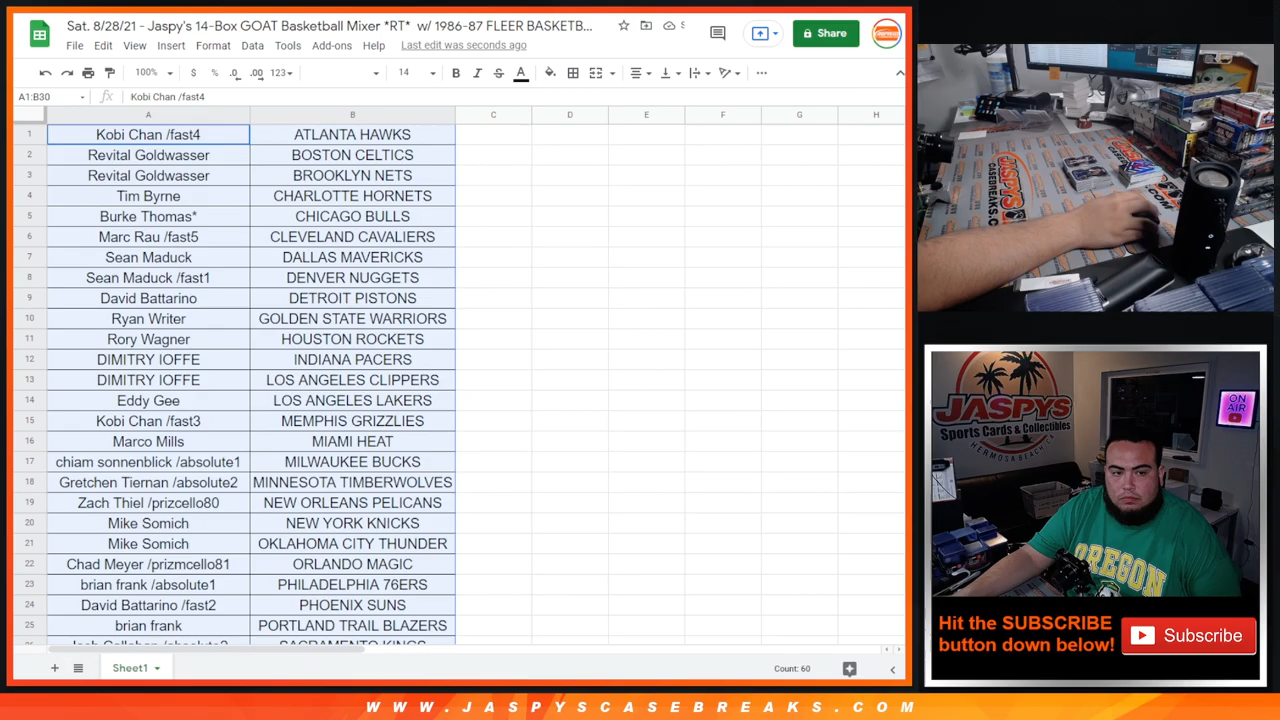 Sat. 8/28/21 - Jaspy's 14-Box GOAT Basketball Mixer *RT* w/ 1986-87 FLEER BASKETB...
File Edit View Insert Format Data Tools Add-ons Help Last edit was seconds ago
Share
100% $ % .0 .00 123 14 B I S A
A1:B30 fx Kobi Chan /fast4
A B C D E F G H
1 Kobi Chan /fast4 ATLANTA HAWKS
2 Revital Goldwasser BOSTON CELTICS
3 Revital Goldwasser BROOKLYN NETS
4 Tim Byrne CHARLOTTE HORNETS
5 Burke Thomas* CHICAGO BULLS
6 Marc Rau /fast5 CLEVELAND CAVALIERS
7 Sean Maduck DALLAS MAVERICKS
8 Sean Maduck /fast1 DENVER NUGGETS
9 David Battarino DETROIT PISTONS
10 Ryan Writer GOLDEN STATE WARRIORS
11 Rory Wagner HOUSTON ROCKETS
12 DIMITRY IOFFE INDIANA PACERS
13 DIMITRY IOFFE LOS ANGELES CLIPPERS
14 Eddy Gee LOS ANGELES LAKERS
15 Kobi Chan /fast3 MEMPHIS GRIZZLIES
16 Marco Mills MIAMI HEAT
17 chiam sonnenblick /absolute1 MILWAUKEE BUCKS
18 Gretchen Tiernan /absolute2 MINNESOTA TIMBERWOLVES
19 Zach Thiel /prizcello80 NEW ORLEANS PELICANS
20 Mike Somich NEW YORK KNICKS
21 Mike Somich OKLAHOMA CITY THUNDER
22 Chad Meyer /prizmcello81 ORLANDO MAGIC
23 brian frank /absolute1 PHILADELPHIA 76ERS
24 David Battarino /fast2 PHOENIX SUNS
25 brian frank PORTLAND TRAIL BLAZERS
SACRAMENTO KINGS
Sheet1
Count: 60
JASPYS
CASEBREAKS.COM
JASPYS
Sports Cards & Collectibles
HERMOSA BEACH, CA
ON AIR
OREGON
Hit the SUBSCRIBE
button down below!
Subscribe
WWW.JASPYSCASEBREAKS.COM